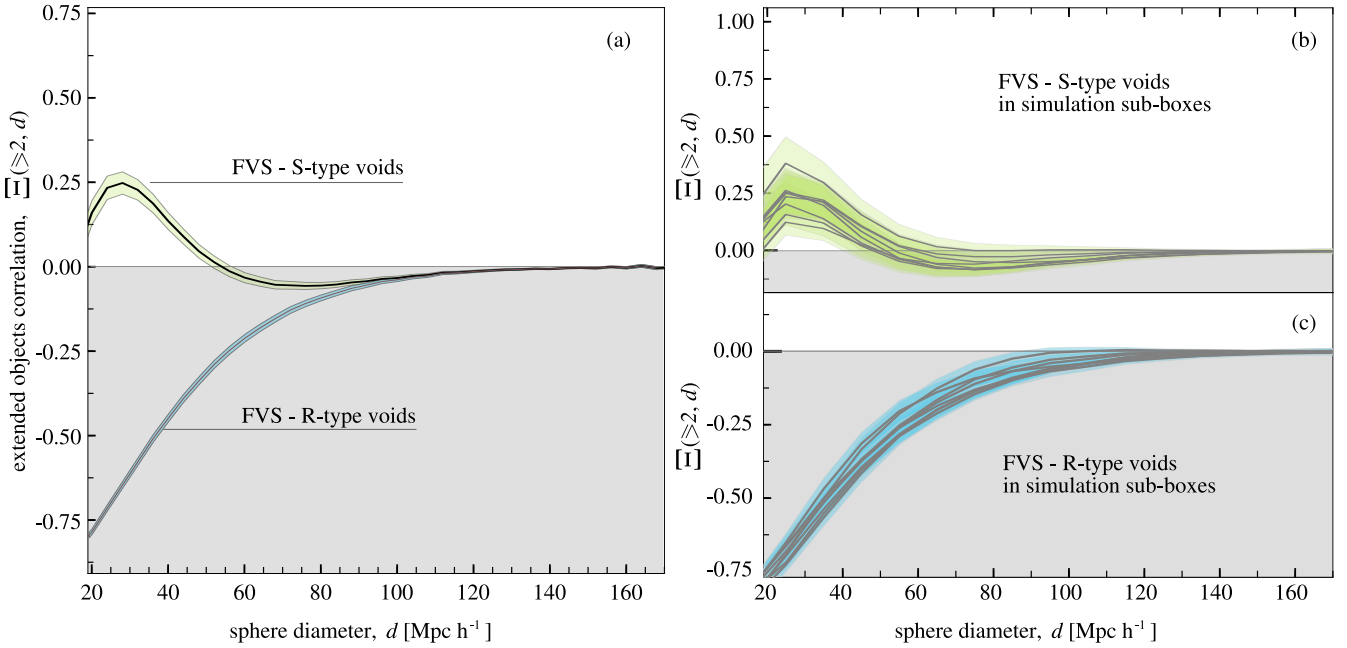 0.75
0.50
0.25
0.00
-0.25
-0.50
-0.75
extended objects correlation, Ξ(⩾2, d)
(a)
FVS - S-type voids
FVS - R-type voids
20 40 60 80 100 120 140 160
sphere diameter, d [Mpc h⁻¹]
1.00
0.75
0.50
0.25
0.00
Ξ(⩾2, d)
(b)
FVS - S-type voids
in simulation sub-boxes
0.00
-0.25
-0.50
-0.75
Ξ(⩾2, d)
(c)
FVS - R-type voids
in simulation sub-boxes
20 40 60 80 100 120 140 160
sphere diameter, d [Mpc h⁻¹]